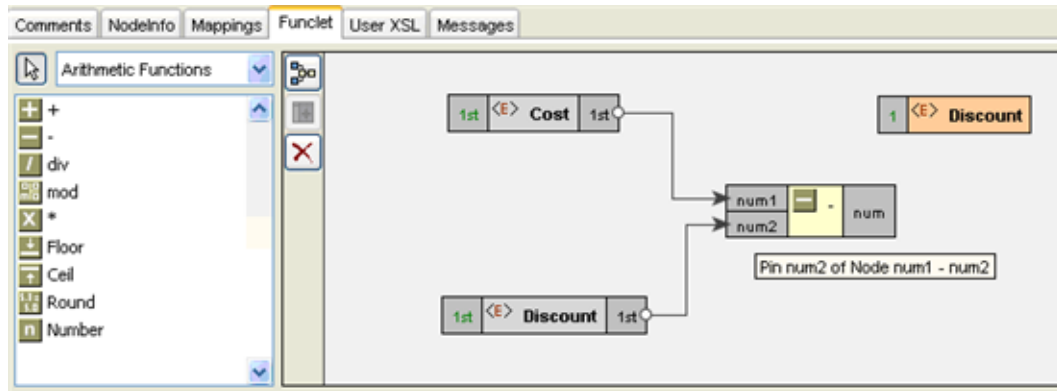 Comments NodeInfo Mappings Funclet User XSL Messages
Arithmetic Functions
+
-
div
mod
*
Floor
Ceil
Round
n Number
1st <E> Cost 1st
1 <E> Discount
num1 - num
num2
Pin num2 of Node num1 - num2
1st <E> Discount 1st